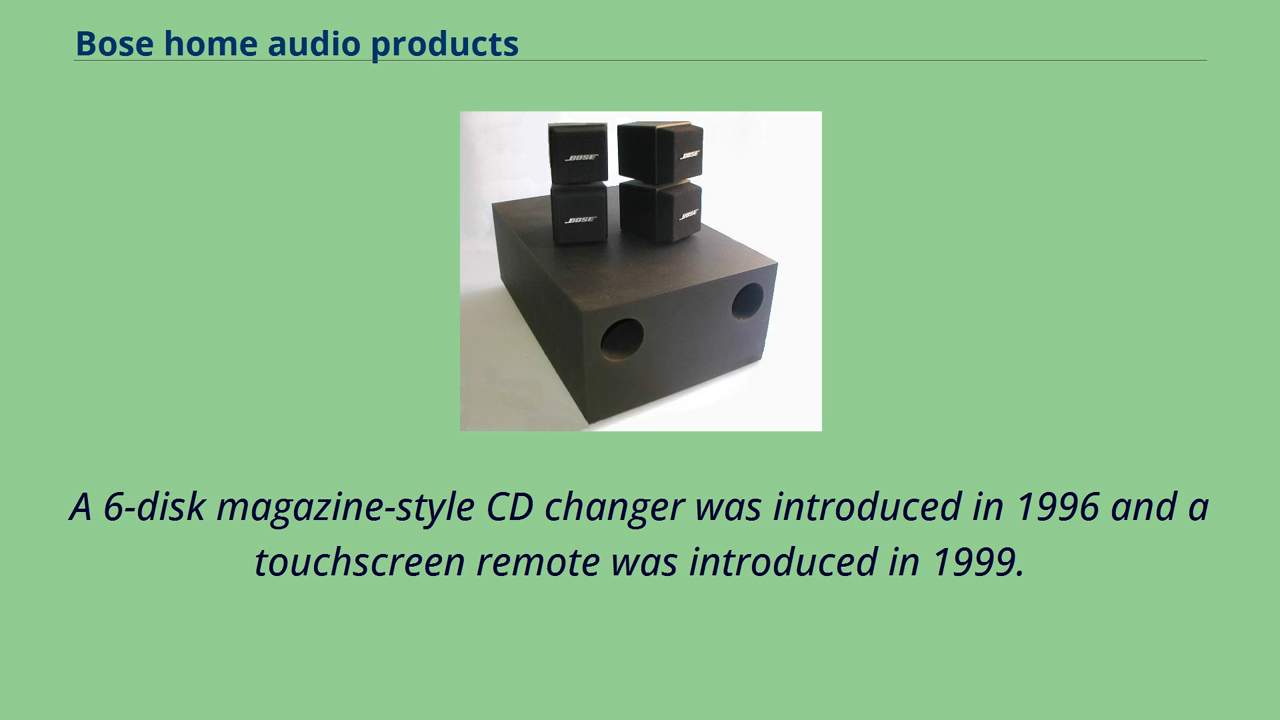 Bose home audio products
BOSE
BOSE
BOSE
BOSE
A 6-disk magazine-style CD changer was introduced in 1996 and a
touchscreen remote was introduced in 1999.